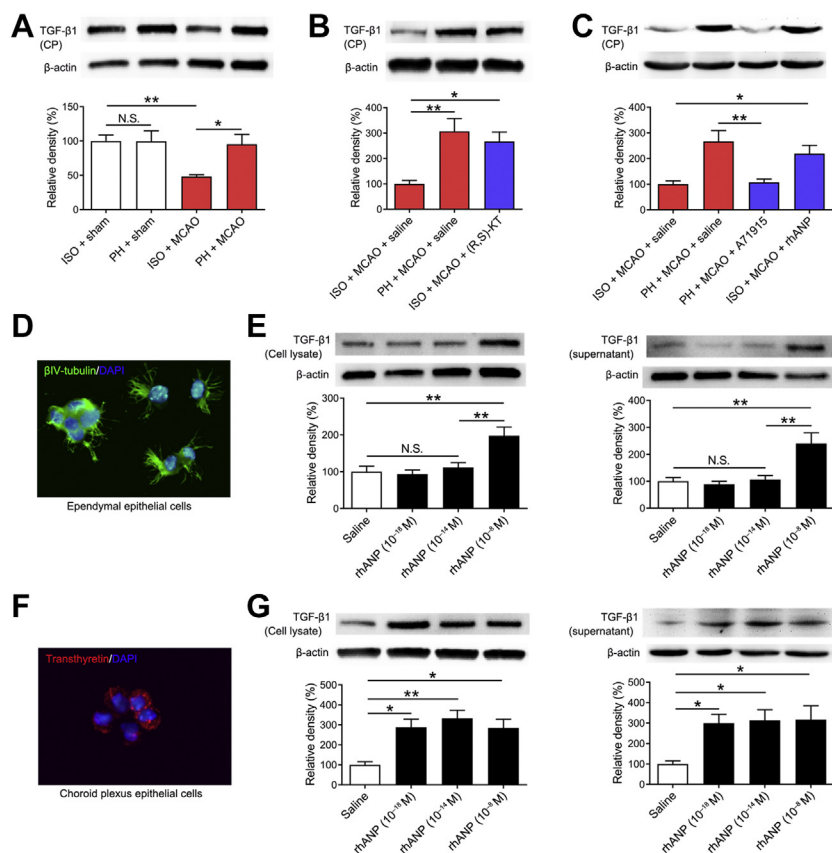 A
TGF-β1
(CP)
β-actin
Relative density (%)
150
100
50
0
**
N.S.
*
ISO + sham
PH + sham
ISO + MCAO
PH + MCAO
B
TGF-β1
(CP)
β-actin
Relative density (%)
400
300
200
100
0
*
**
ISO + MCAO + saline
PH + MCAO + saline
ISO + MCAO + (R,S)-KT
C
TGF-β1
(CP)
β-actin
Relative density (%)
400
300
200
100
0
*
**
ISO + MCAO + saline
PH + MCAO + saline
PH + MCAO + A71915
ISO + MCAO + rhANP
D
βIV-tubulin/DAPI
Ependymal epithelial cells
E
TGF-β1
(Cell lysate)
β-actin
Relative density (%)
300
200
100
0
**
**
N.S.
Saline
rhANP (10⁻¹⁸ M)
rhANP (10⁻¹⁴ M)
rhANP (10⁻⁸ M)
TGF-β1
(supernatant)
β-actin
Relative density (%)
400
300
200
100
0
**
**
N.S.
Saline
rhANP (10⁻¹⁸ M)
rhANP (10⁻¹⁴ M)
rhANP (10⁻⁸ M)
F
Transthyretin/DAPI
Choroid plexus epithelial cells
G
TGF-β1
(Cell lysate)
β-actin
Relative density (%)
500
400
300
200
100
0
*
**
*
Saline
rhANP (10⁻¹⁸ M)
rhANP (10⁻¹⁴ M)
rhANP (10⁻⁸ M)
TGF-β1
(supernatant)
β-actin
Relative density (%)
500
400
300
200
100
0
*
*
*
Saline
rhANP (10⁻¹⁸ M)
rhANP (10⁻¹⁴ M)
rhANP (10⁻⁸ M)